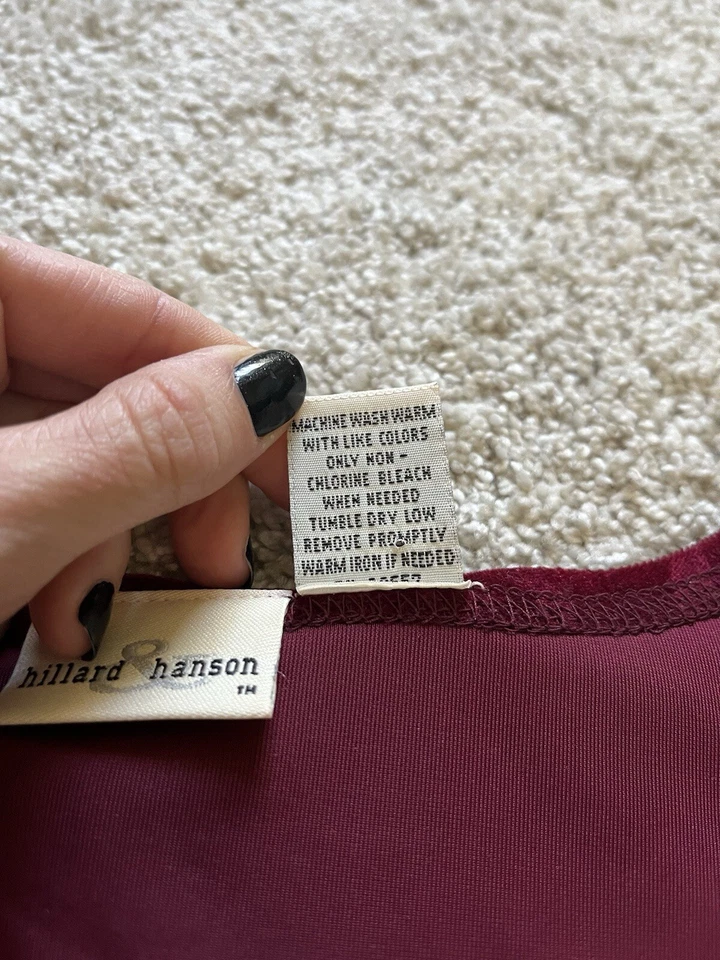 MACHINE WASH WARM
WITH LIKE COLORS
ONLY NON -
CHLORINE BLEACH
WHEN NEEDED
TUMBLE DRY LOW
REMOVE PROMPTLY
WARM IRON IF NEEDED
hillard & hanson
TM